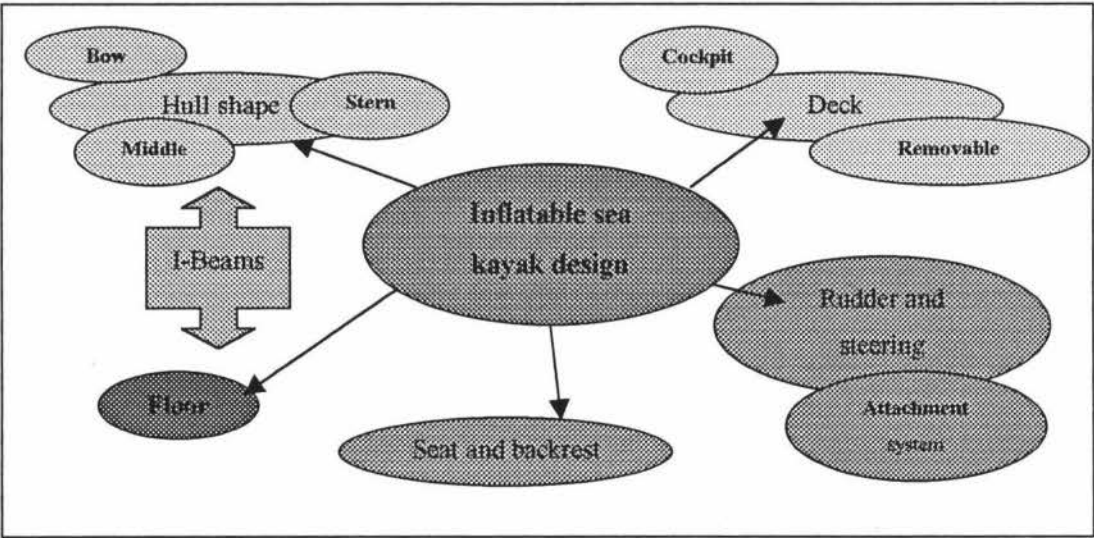 Bow
Hull shape
Stern
Middle
Cockpit
Deck
Removable
I-Beams
Inflatable sea
kayak design
Rudder and
steering
Attachment
system
Floor
Seat and backrest